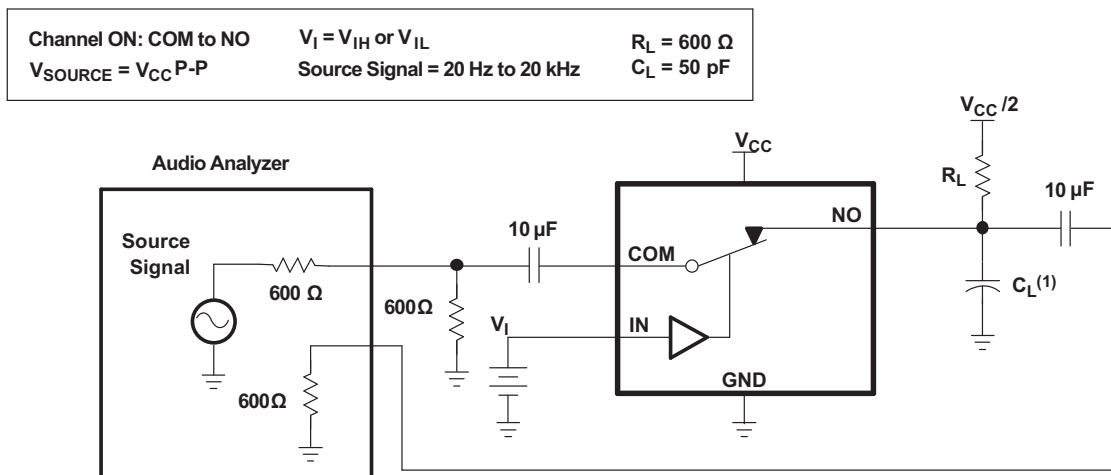 Channel ON: COM to NO
V_I = V_IH or V_IL
R_L = 600 Ω
V_SOURCE = V_CC P-P
Source Signal = 20 Hz to 20 kHz
C_L = 50 pF
V_CC/2
V_CC
Audio Analyzer
R_L
10 µF
NO
Source
Signal
10 µF
COM
600 Ω
600Ω
C_L(1)
V_I
IN
GND
600Ω